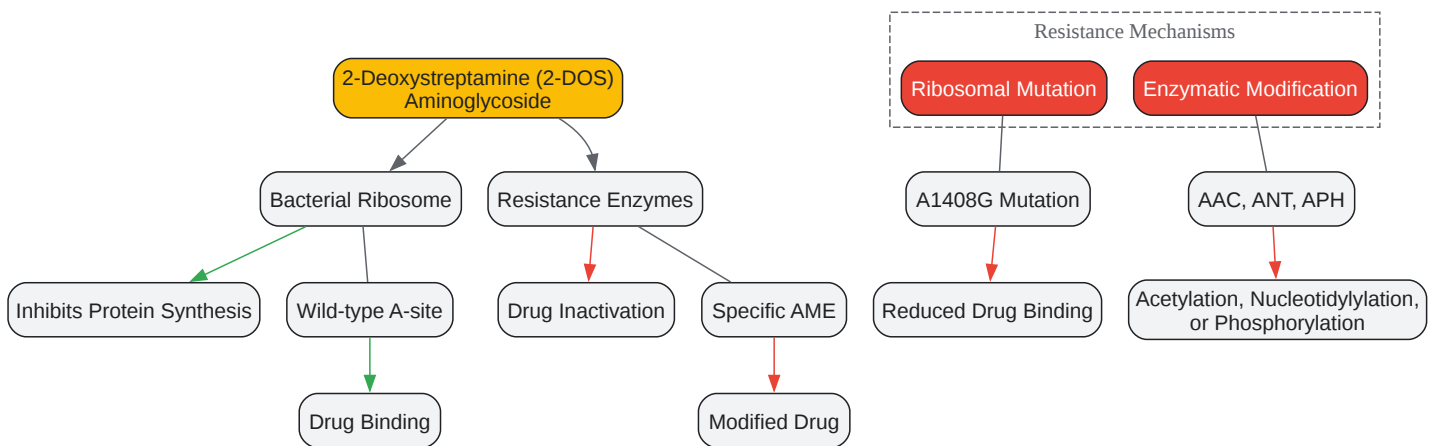 Resistance Mechanisms
2-Deoxystreptamine (2-DOS)
Aminoglycoside
Ribosomal Mutation
Enzymatic Modification
Bacterial Ribosome
Resistance Enzymes
A1408G Mutation
AAC, ANT, APH
Inhibits Protein Synthesis
Wild-type A-site
Drug Inactivation
Specific AME
Reduced Drug Binding
Acetylation, Nucleotidylylation,
or Phosphorylation
Drug Binding
Modified Drug